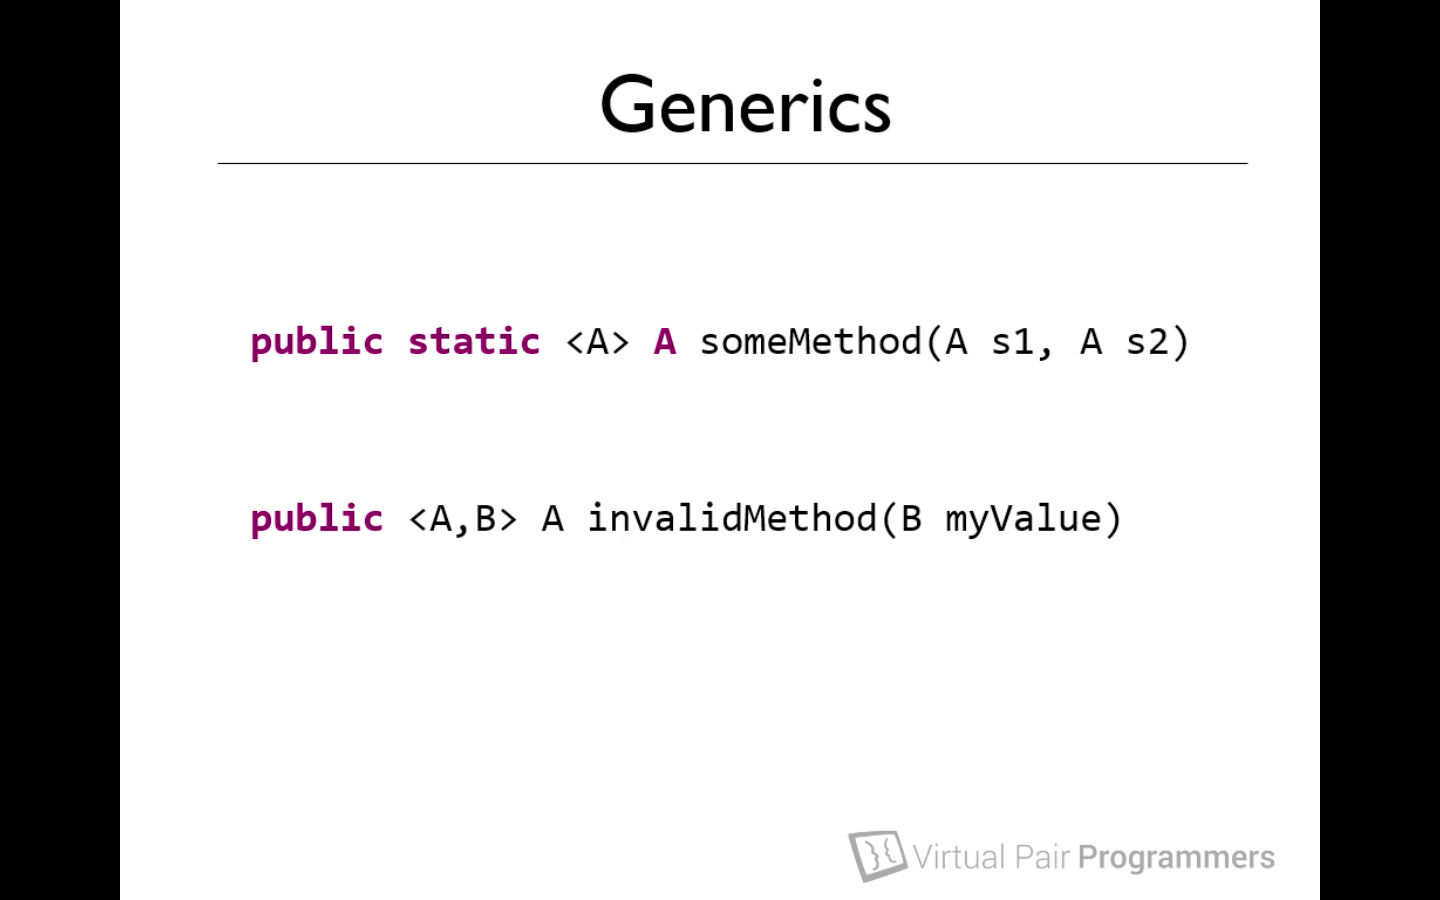 Generics
public static <A> A someMethod(A s1, A s2)
public <A,B> A invalidMethod(B myValue)
Virtual Pair Programmers